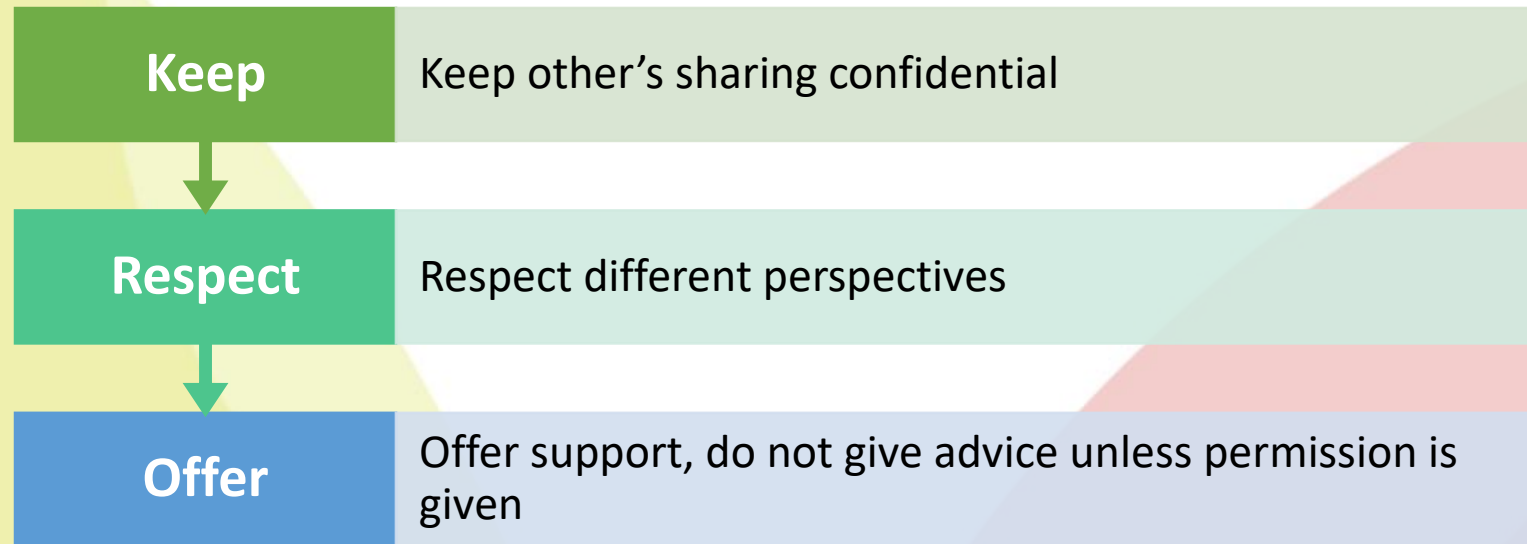 Keep
Keep other’s sharing confidential
Respect
Respect different perspectives
Offer
Offer support, do not give advice unless permission is
given